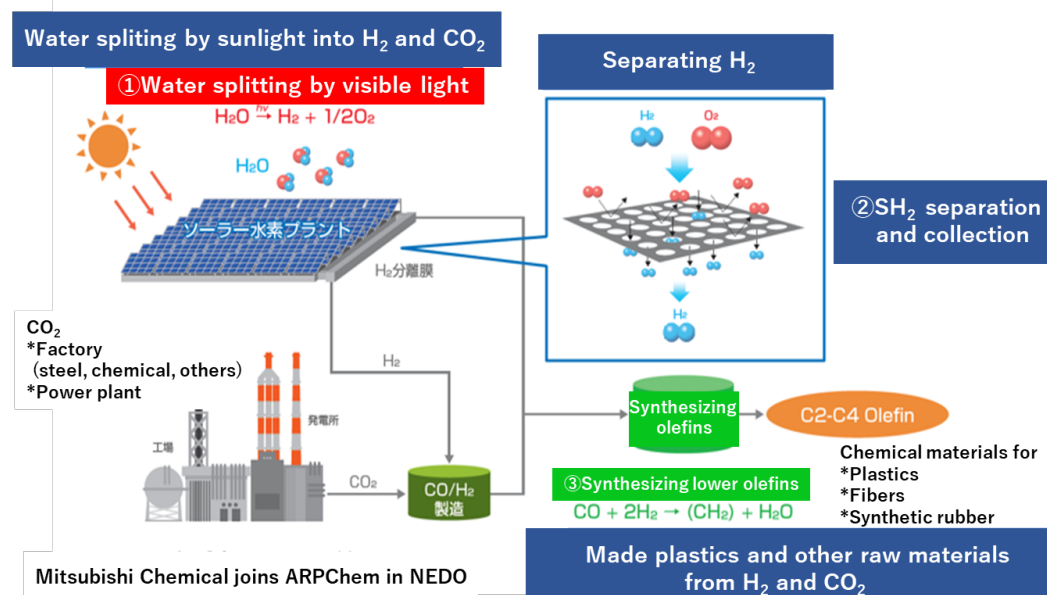 Water spliting by sunlight into H₂ and CO₂
①Water splitting by visible light
H₂O hν→ H₂ + 1/2O₂
H₂O
ソーラー水素プラント
H₂分離膜
Separating H₂
H₂
O₂
H₂
②SH₂ separation
and collection
CO₂
*Factory
(steel, chemical, others)
*Power plant
H₂
工場
発電所
CO₂
CO/H₂
製造
Synthesizing
olefins
C2-C4 Olefin
Chemical materials for
*Plastics
*Fibers
*Synthetic rubber
③Synthesizing lower olefins
CO + 2H₂ → (CH₂) + H₂O
Made plastics and other raw materials
from H₂ and CO₂
Mitsubishi Chemical joins ARPChem in NEDO